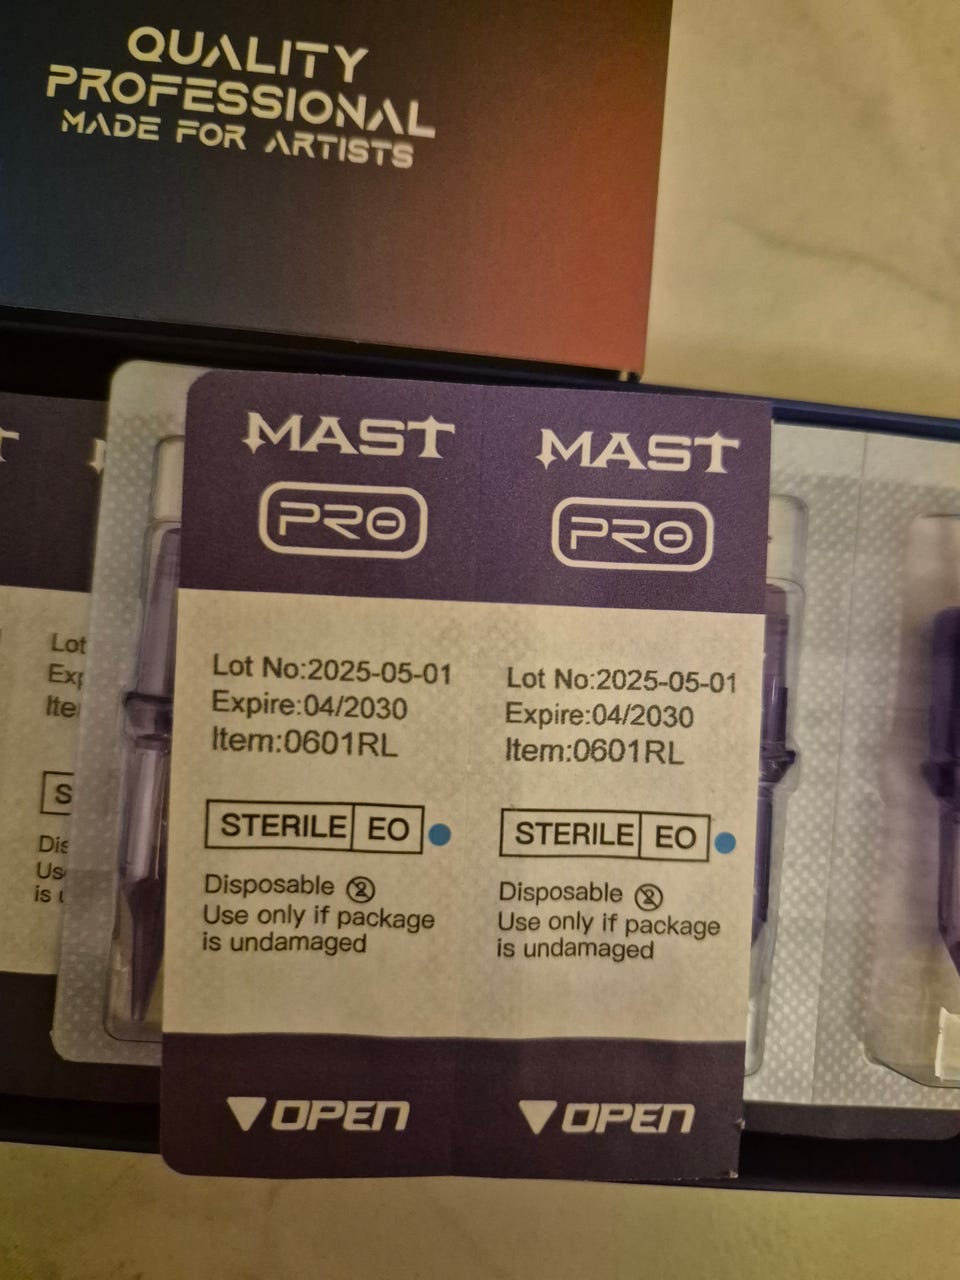 QUALITY
PROFESSIONAL
MADE FOR ARTISTS
MAST
PRO
Lot No:2025-05-01
Expire:04/2030
Item:0601RL
STERILE EO
Disposable
Use only if package
is undamaged
OPEN
MAST
PRO
Lot No:2025-05-01
Expire:04/2030
Item:0601RL
STERILE EO
Disposable
Use only if package
is undamaged
OPEN
Lot